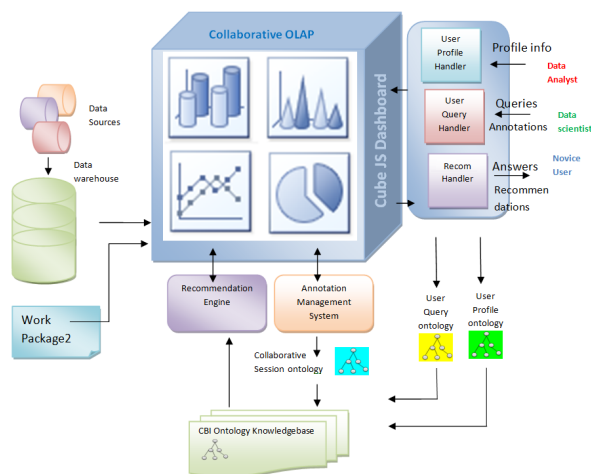 Collaborative OLAP
Cube JS Dashboard
User
Profile
Handler
Profile info
Data
Analyst
User
Query
Handler
Queries
Annotations
Data
scientist
Recom
Handler
Answers
Recommen
dations
Novice
User
Data
Sources
Data
warehouse
Work
Package2
Recommendation
Engine
Annotation
Management
System
Collaborative
Session ontology
User
Query
ontology
User
Profile
ontology
CBI Ontology Knowledgebase